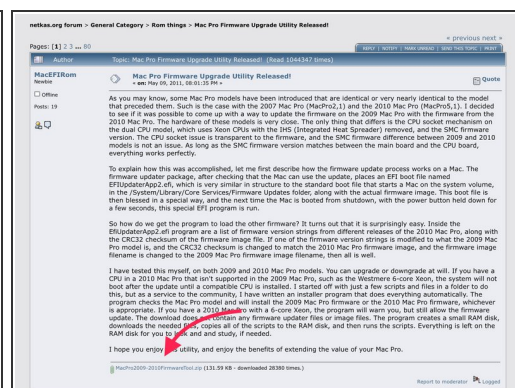 netkas.org forum > General Category > Rom things > Mac Pro Firmware Upgrade Utility Released!
« previous next »
Pages: [1] 2 3 ... 80
REPLY | NOTIFY | MARK UNREAD | SEND THIS TOPIC | PRINT
Author Topic: Mac Pro Firmware Upgrade Utility Released! (Read 1044347 times)
MacEFIRom
Newbie
Offline
Posts: 19
Mac Pro Firmware Upgrade Utility Released!
« on: May 09, 2011, 08:01:35 PM »
Quote
As you may know, some Mac Pro models have been introduced that are identical or very nearly identical to the model
that preceded them. Such is the case with the 2007 Mac Pro (MacPro2,1) and the 2010 Mac Pro (MacPro5,1). I decided
to see if it was possible to come up with a way to update the firmware on the 2009 Mac Pro with the firmware from the
2010 Mac Pro. The hardware of these models is very close. The only thing that differs is the CPU socket mechanism on
the dual CPU model, which uses Xeon CPUs with the IHS (Integrated Heat Spreader) removed, and the SMC firmware
version. The CPU socket issue is transparent to the firmware, and the SMC firmware difference between 2009 and 2010
models is not an issue. As long as the SMC firmware version matches between the main board and the CPU board,
everything works perfectly.
To explain how this was accomplished, let me first describe how the firmware update process works on a Mac. The
firmware updater package, after checking that the Mac can use the update, places an EFI boot file named
EFIUpdaterApp2.efi, which is very similar in structure to the standard boot file that starts a Mac on the system volume,
in the /System/Library/Core Services/Firmware Updates folder, along with the actual firmware image. This boot file is
then blessed in a special way, and the next time the Mac is booted from shutdown, with the power button held down for
a few seconds, this special EFI program is run.
So how do we get the program to load the other firmware? It turns out that it is surprisingly easy. Inside the
EfiUpdaterApp2.efi program are a list of firmware version strings from different releases of the 2010 Mac Pro, along with
the CRC32 checksum of the firmware image file. If one of the firmware version strings is modified to what the 2009 Mac
Pro model is, and the CRC32 checksum is changed to match the 2010 Mac Pro firmware image, and the firmware image
filename is changed to the 2009 Mac Pro firmware image filename, then all is well.
I have tested this myself, on both 2009 and 2010 Mac Pro models. You can upgrade or downgrade at will. If you have a
CPU in a 2010 Mac Pro that isn't supported in the 2009 Mac Pro, such as the Westmere 6-core Xeon, the system will not
boot after the update until a compatible CPU is installed. I started off with just a few scripts and files in a folder to do
this, but as a service to the community, I have written an installer program that does everything automatically. The
program checks the Mac Pro model and will install the 2009 Mac Pro firmware or the 2010 Mac Pro firmware, whichever
is appropriate. If you have a 2010 Mac Pro with a 6-core Xeon, the program will warn you, but still allow the firmware
update. The download does not contain any firmware updater files or image files. The program creates a small RAM disk,
downloads the needed files, copies all of the scripts to the RAM disk, and then runs the scripts. Everything is left on the
RAM disk for you to look and and study, if needed.
I hope you enjoy this utility, and enjoy the benefits of extending the value of your Mac Pro.
MacPro2009-2010FirmwareTool.zip (131.59 KB - downloaded 28380 times.)
Report to moderator Logged